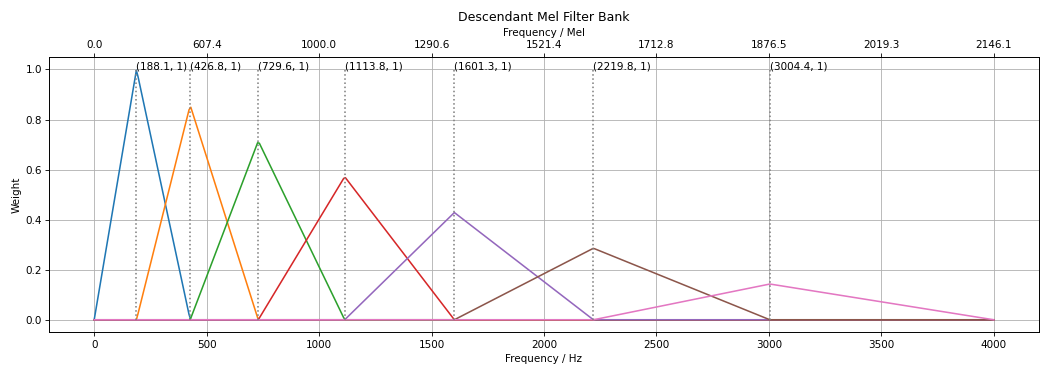 Descendant Mel Filter Bank
Frequency / Mel
0.0 607.4 1000.0 1290.6 1521.4 1712.8 1876.5 2019.3 2146.1
(188.1, 1) (426.8, 1) (729.6, 1) (1113.8, 1) (1601.3, 1) (2219.8, 1) (3004.4, 1)
1.0
0.8
0.6
0.4
0.2
0.0
Weight
0 500 1000 1500 2000 2500 3000 3500 4000
Frequency / Hz